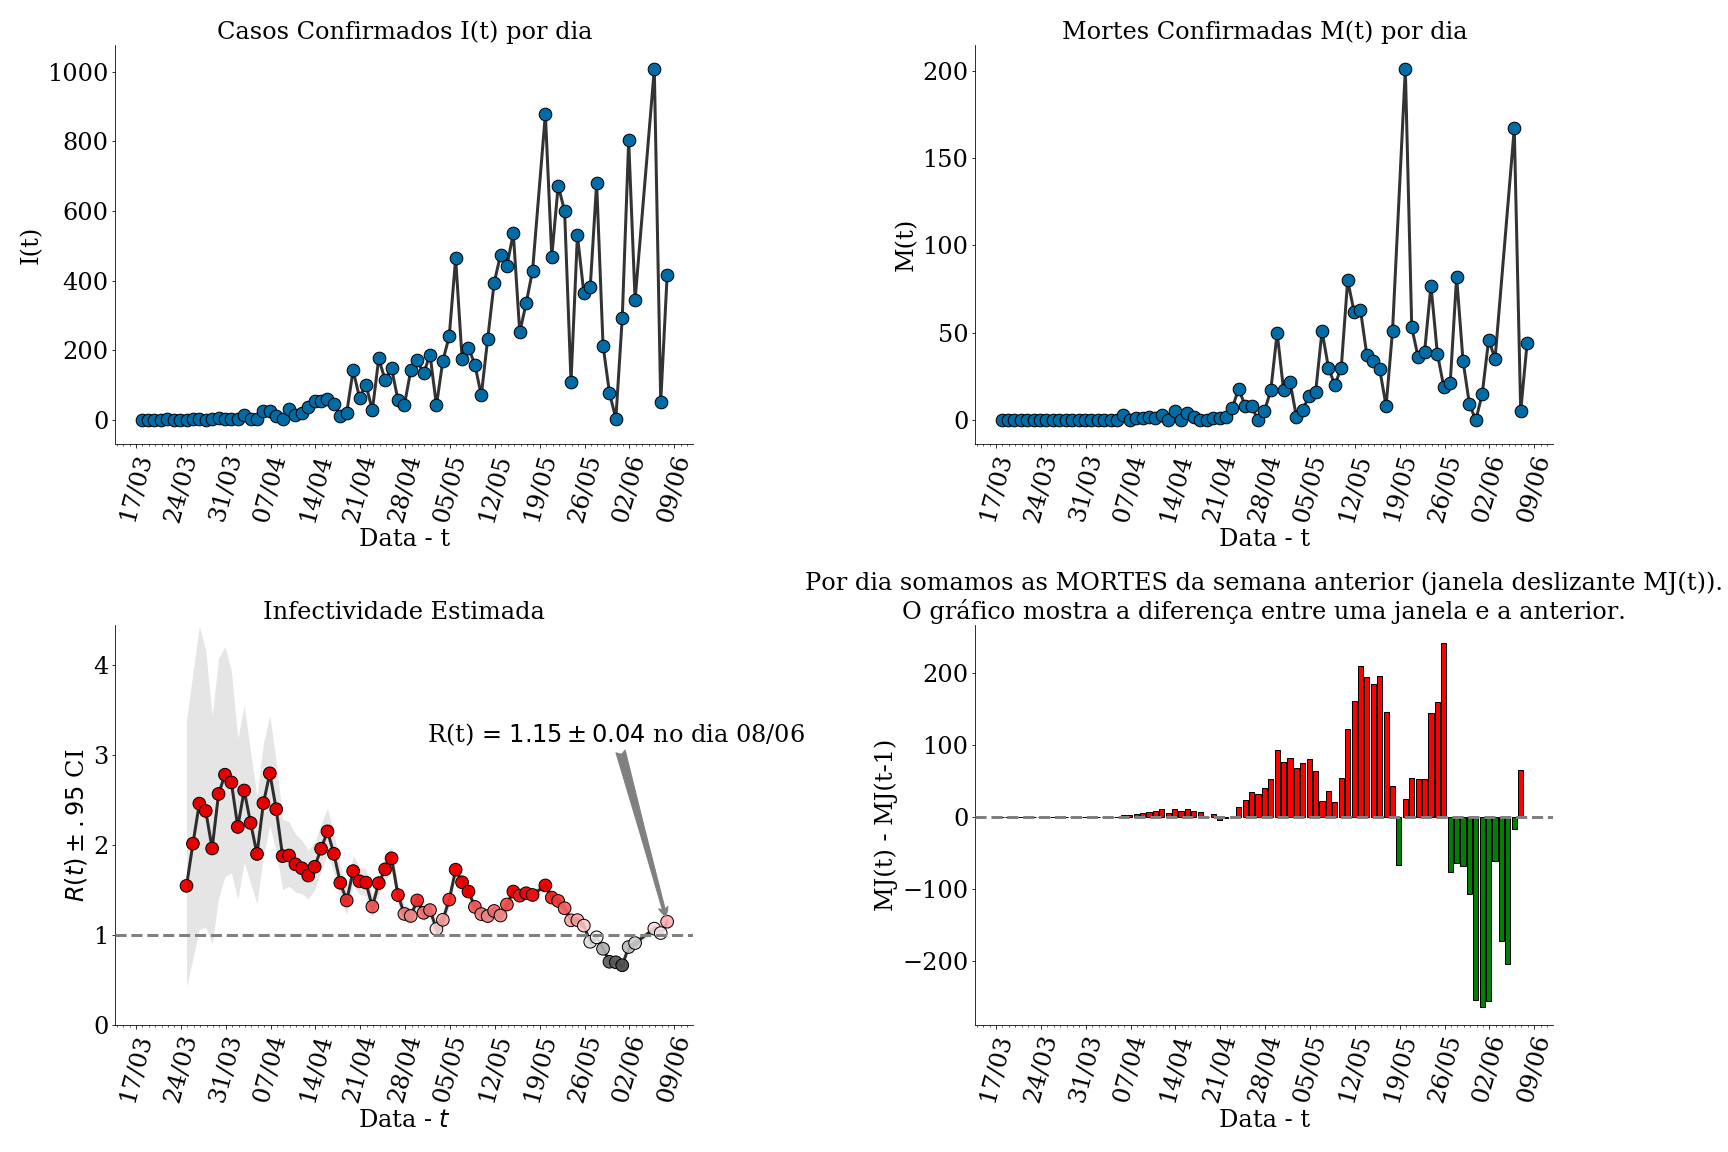 Casos Confirmados I(t) por dia
I(t)
1000
800
600
400
200
0
17/03 24/03 31/03 07/04 14/04 21/04 28/04 05/05 12/05 19/05 26/05 02/06 09/06
Data - t
Mortes Confirmadas M(t) por dia
M(t)
200
150
100
50
0
17/03 24/03 31/03 07/04 14/04 21/04 28/04 05/05 12/05 19/05 26/05 02/06 09/06
Data - t
Infectividade Estimada
R(t) ± .95 CI
4
3
2
1
0
R(t) = 1.15 ± 0.04 no dia 08/06
17/03 24/03 31/03 07/04 14/04 21/04 28/04 05/05 12/05 19/05 26/05 02/06 09/06
Data - t
Por dia somamos as MORTES da semana anterior (janela deslizante MJ(t)).
O gráfico mostra a diferença entre uma janela e a anterior.
MJ(t) - MJ(t-1)
200
100
0
−100
−200
17/03 24/03 31/03 07/04 14/04 21/04 28/04 05/05 12/05 19/05 26/05 02/06 09/06
Data - t